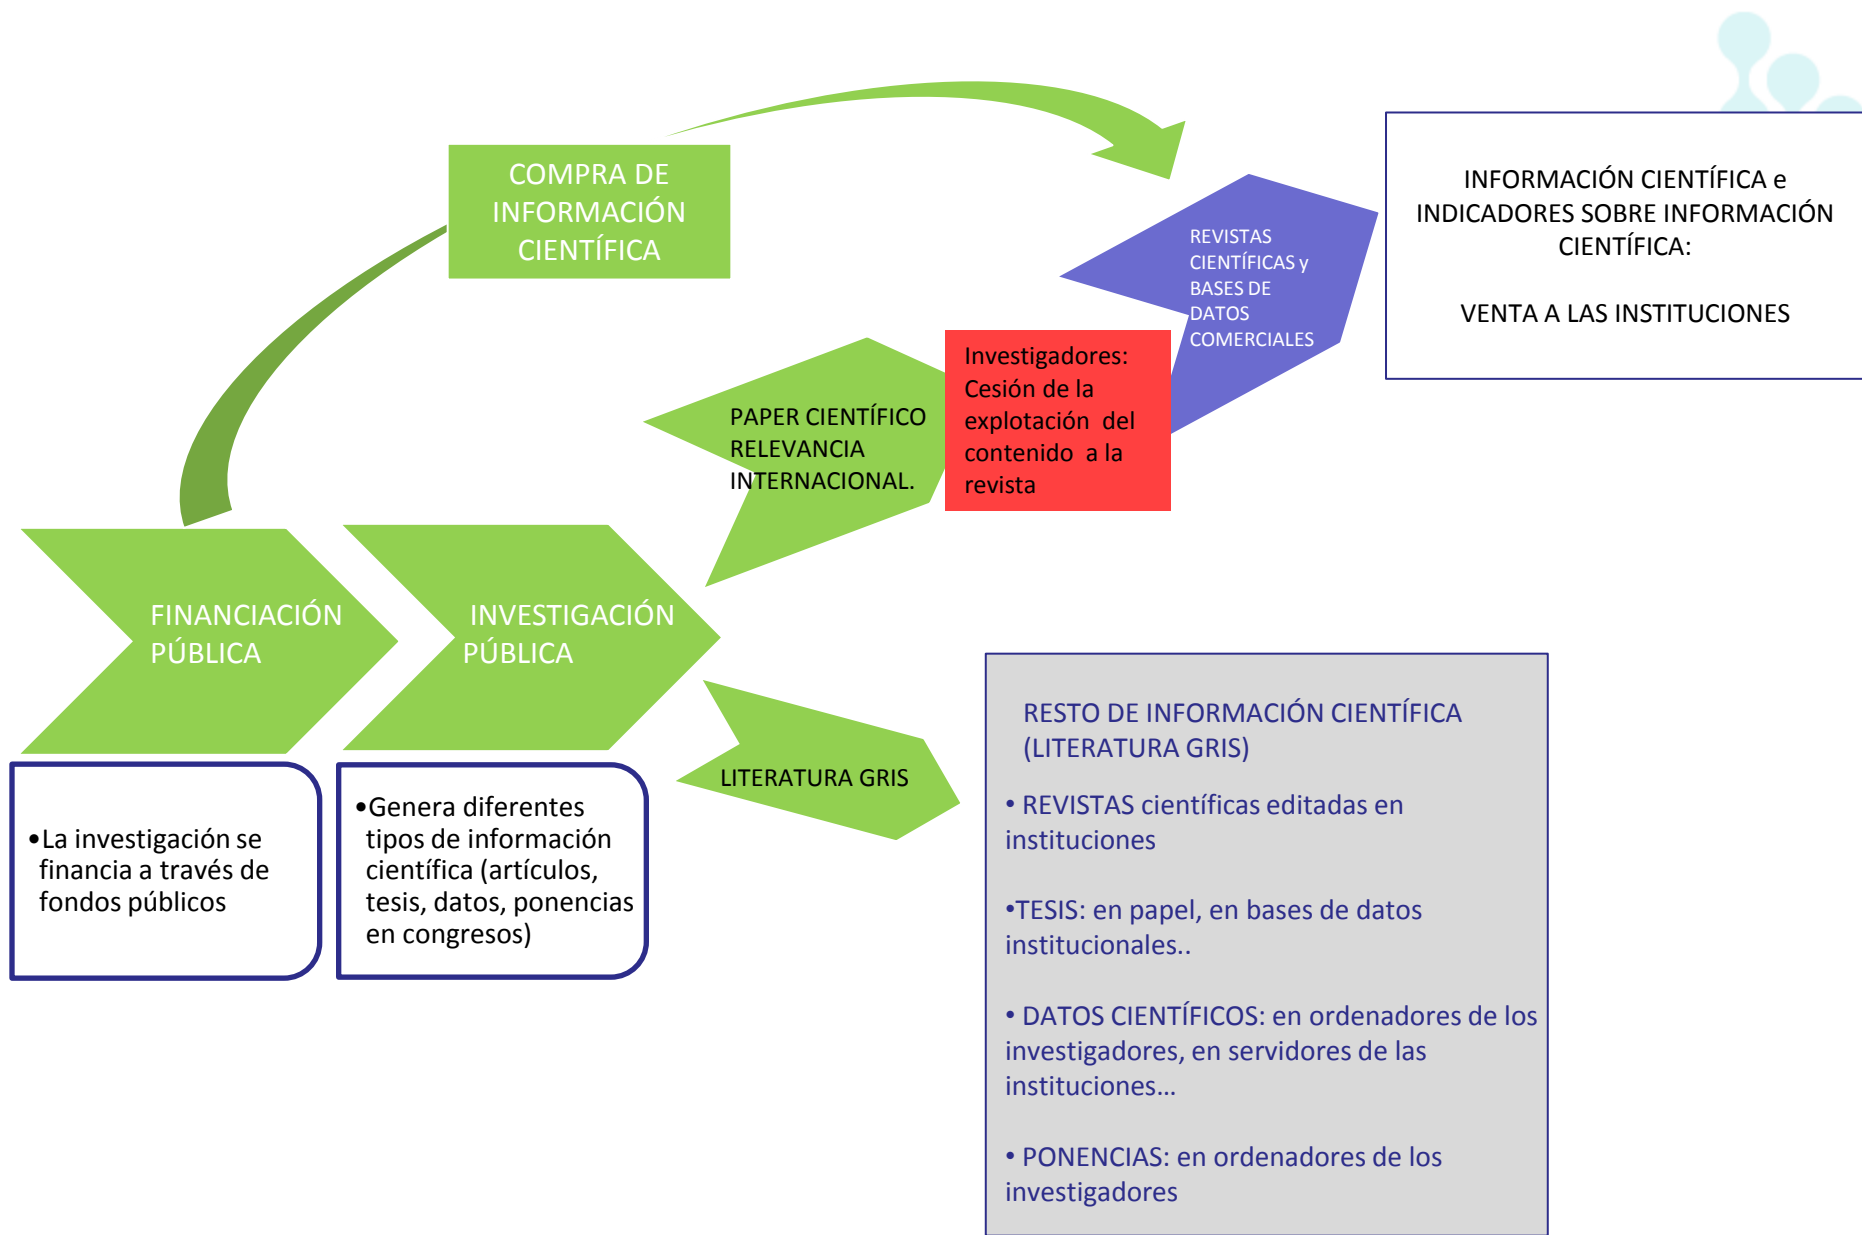 COMPRA DE
INFORMACIÓN
CIENTÍFICA
INFORMACIÓN CIENTÍFICA e
INDICADORES SOBRE INFORMACIÓN
CIENTÍFICA:
VENTA A LAS INSTITUCIONES
REVISTAS
CIENTÍFICAS y
BASES DE
DATOS
COMERCIALES
Investigadores:
Cesión de la
explotación del
contenido a la
revista
PAPER CIENTÍFICO
RELEVANCIA
INTERNACIONAL.
FINANCIACIÓN
PÚBLICA
INVESTIGACIÓN
PÚBLICA
•La investigación se
financia a través de
fondos públicos
•Genera diferentes
tipos de información
científica (artículos,
tesis, datos, ponencias
en congresos)
LITERATURA GRIS
RESTO DE INFORMACIÓN CIENTÍFICA
(LITERATURA GRIS)
• REVISTAS científicas editadas en
instituciones
•TESIS: en papel, en bases de datos
institucionales..
• DATOS CIENTÍFICOS: en ordenadores de los
investigadores, en servidores de las
instituciones…
• PONENCIAS: en ordenadores de los
investigadores